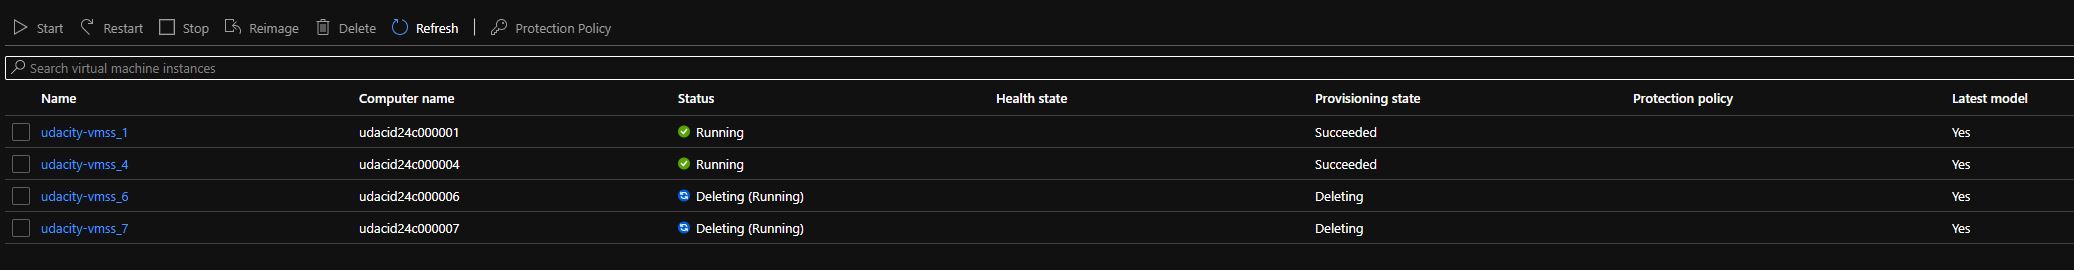 Start Restart Stop Reimage Delete Refresh Protection Policy
Search virtual machine instances
Name Computer name Status Health state Provisioning state Protection policy Latest model
udacity-vmss_1 udacid24c000001 Running Succeeded Yes
udacity-vmss_4 udacid24c000004 Running Succeeded Yes
udacity-vmss_6 udacid24c000006 Deleting (Running) Deleting Yes
udacity-vmss_7 udacid24c000007 Deleting (Running) Deleting Yes